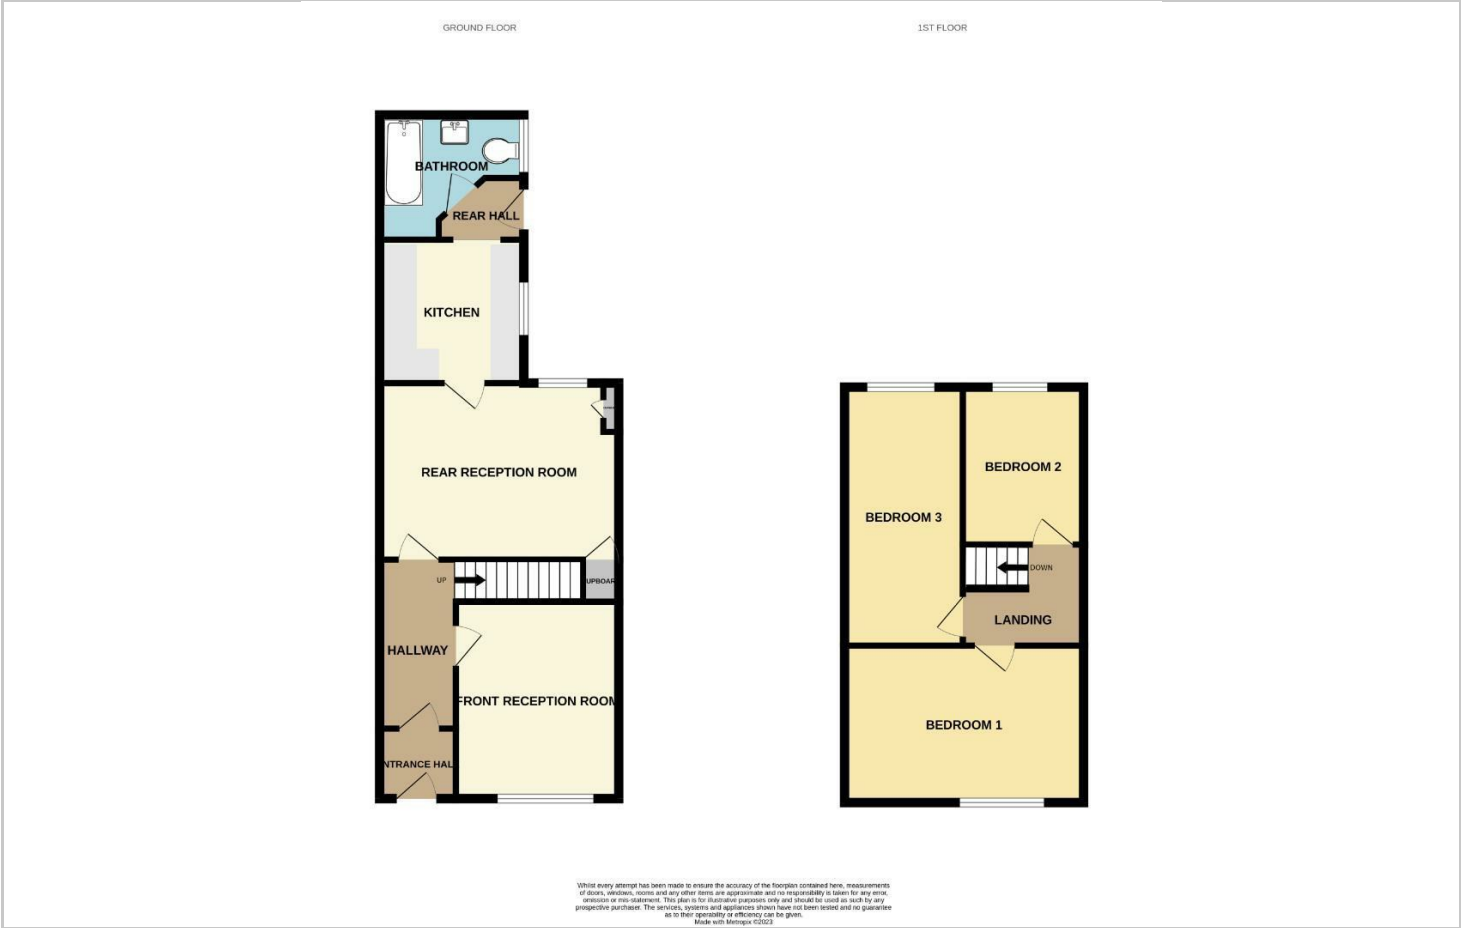 GROUND FLOOR
1ST FLOOR
BATHROOM
REAR HALL
KITCHEN
REAR RECEPTION ROOM
UP
UPBOAR
HALLWAY
FRONT RECEPTION ROOM
NTRANCE HAL
BEDROOM 2
BEDROOM 3
DOWN
LANDING
BEDROOM 1
Whilst every attempt has been made to ensure the accuracy of the floorplan contained here, measurements
of doors, windows, rooms and any other items are approximate and no responsibility is taken for any error,
omission or mis-statement. This plan is for illustrative purposes only and should be used as such by any
prospective purchaser. The services, systems and appliances shown have not been tested and no guarantee
as to their operability or efficiency can be given.
Made with Metropix ©2023